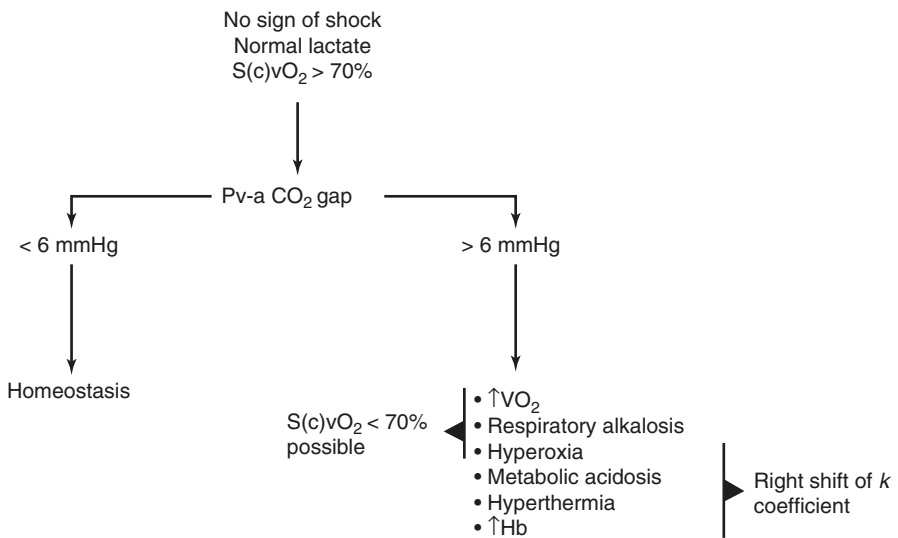 No sign of shock
Normal lactate
S(c)vO₂ > 70%
Pv-a CO₂ gap
< 6 mmHg
> 6 mmHg
Homeostasis
S(c)vO₂ < 70%
possible
• ↑VO₂
• Respiratory alkalosis
• Hyperoxia
• Metabolic acidosis
• Hyperthermia
• ↑Hb
Right shift of k
coefficient